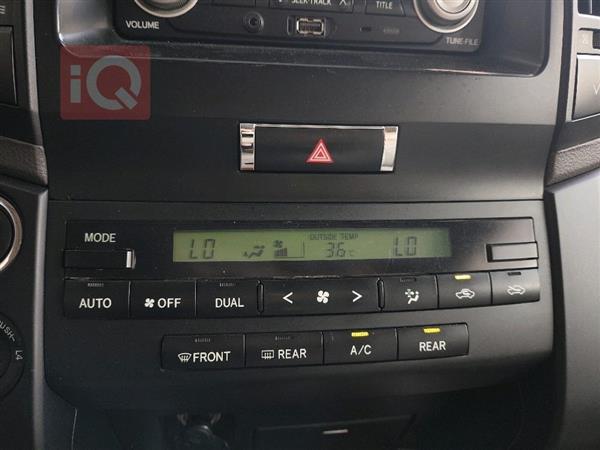 SEEK·TRACK
TITLE
VOLUME
TUNE·FILE
iQ
MODE
LO
OUTSIDE TEMP
36°C
LO
AUTO
OFF
DUAL
FRONT
REAR
A/C
REAR
L4